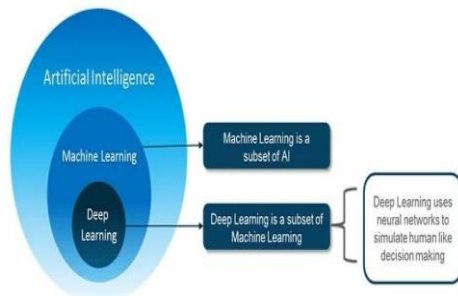 Artificial Intelligence
Machine Learning
Deep
Learning
Machine Learning is a
subset of AI
Deep Learning is a subset of
Machine Learning
Deep Learning uses
neural networks to
simulate human like
decision making